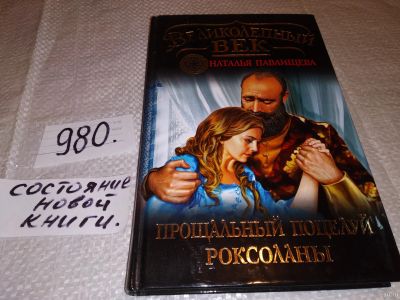 ВЕЛИКОЛЕПНЫЙ
ВЕК
НАТАЛЬЯ ПАВЛИЩЕВА
980.
СОСТОЯНИЕ
НОВОЙ
КНИГИ.
ПРОЩАЛЬНЫЙ ПОЦЕЛУЙ
РОКСОЛАНЫ